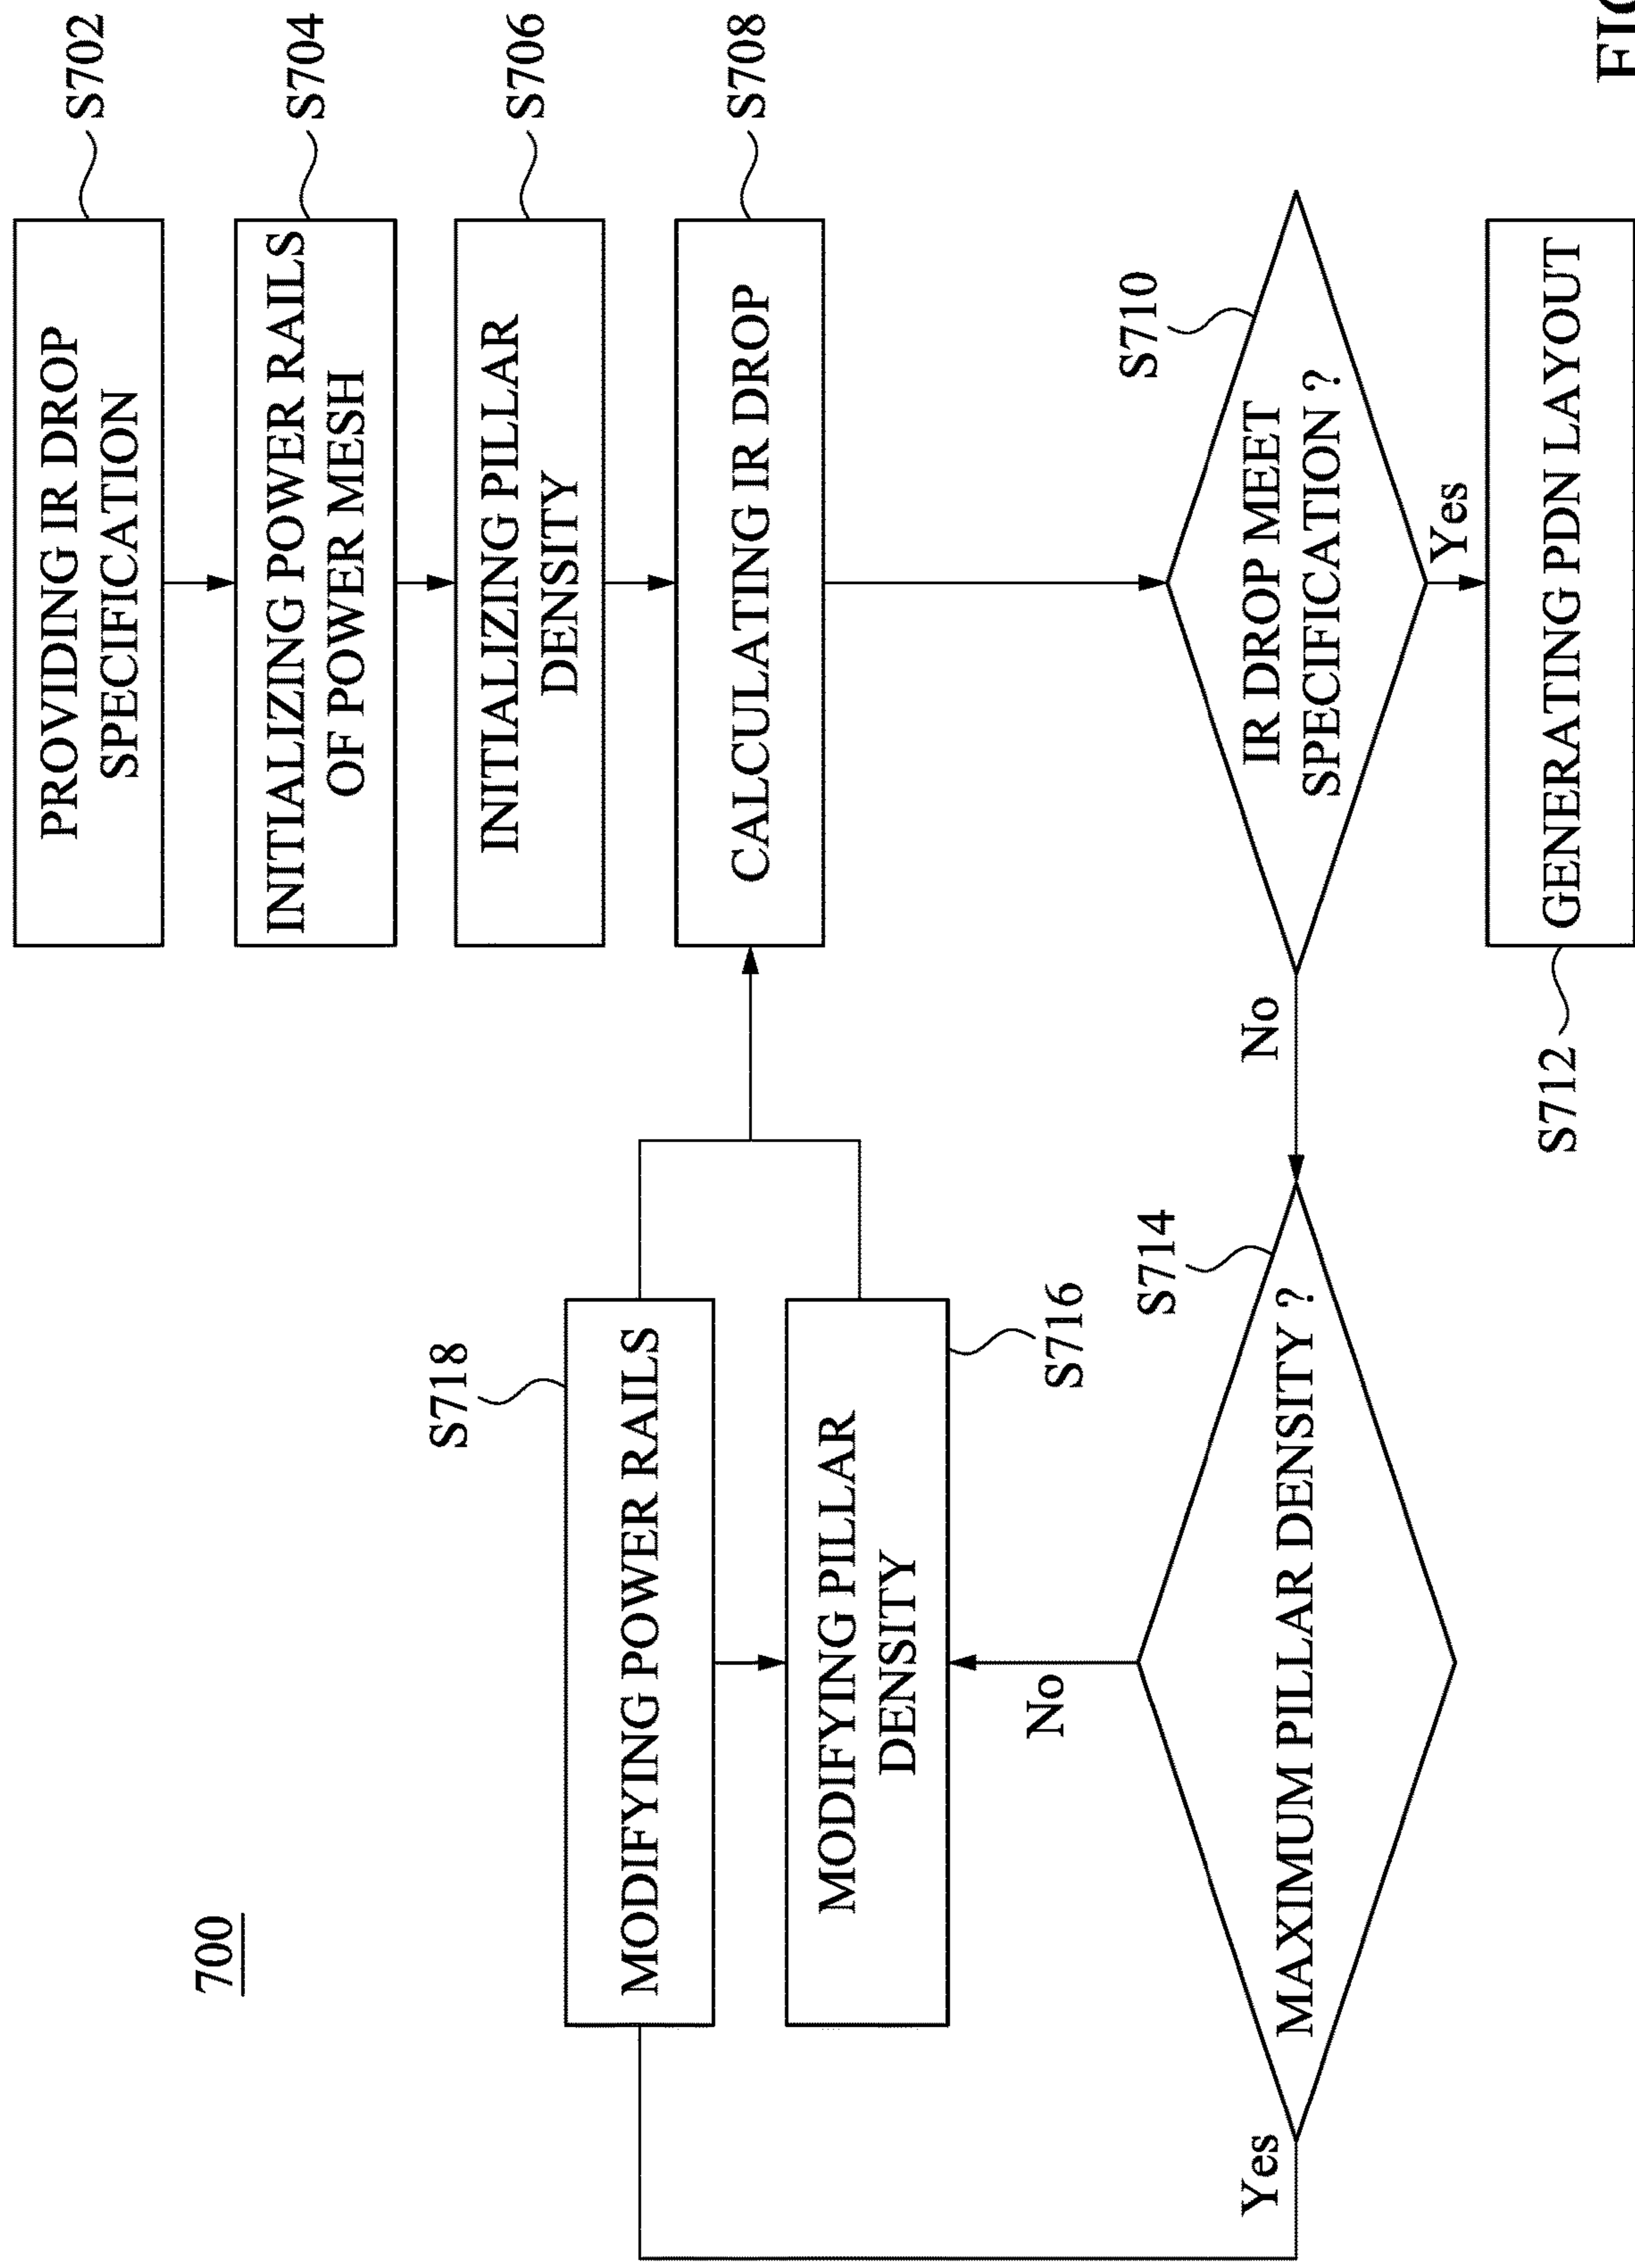 700
PROVIDING IR DROP
SPECIFICATION
S702
INITIALIZING POWER RAILS
OF POWER MESH
S704
INITIALIZING PILLAR
DENSITY
S706
CALCULATING IR DROP
S708
IR DROP MEET
SPECIFICATION ?
S710
Yes
No
GENERATING PDN LAYOUT
S712
MAXIMUM PILLAR DENSITY ?
S714
No
Yes
MODIFYING PILLAR
DENSITY
S716
MODIFYING POWER RAILS
S718